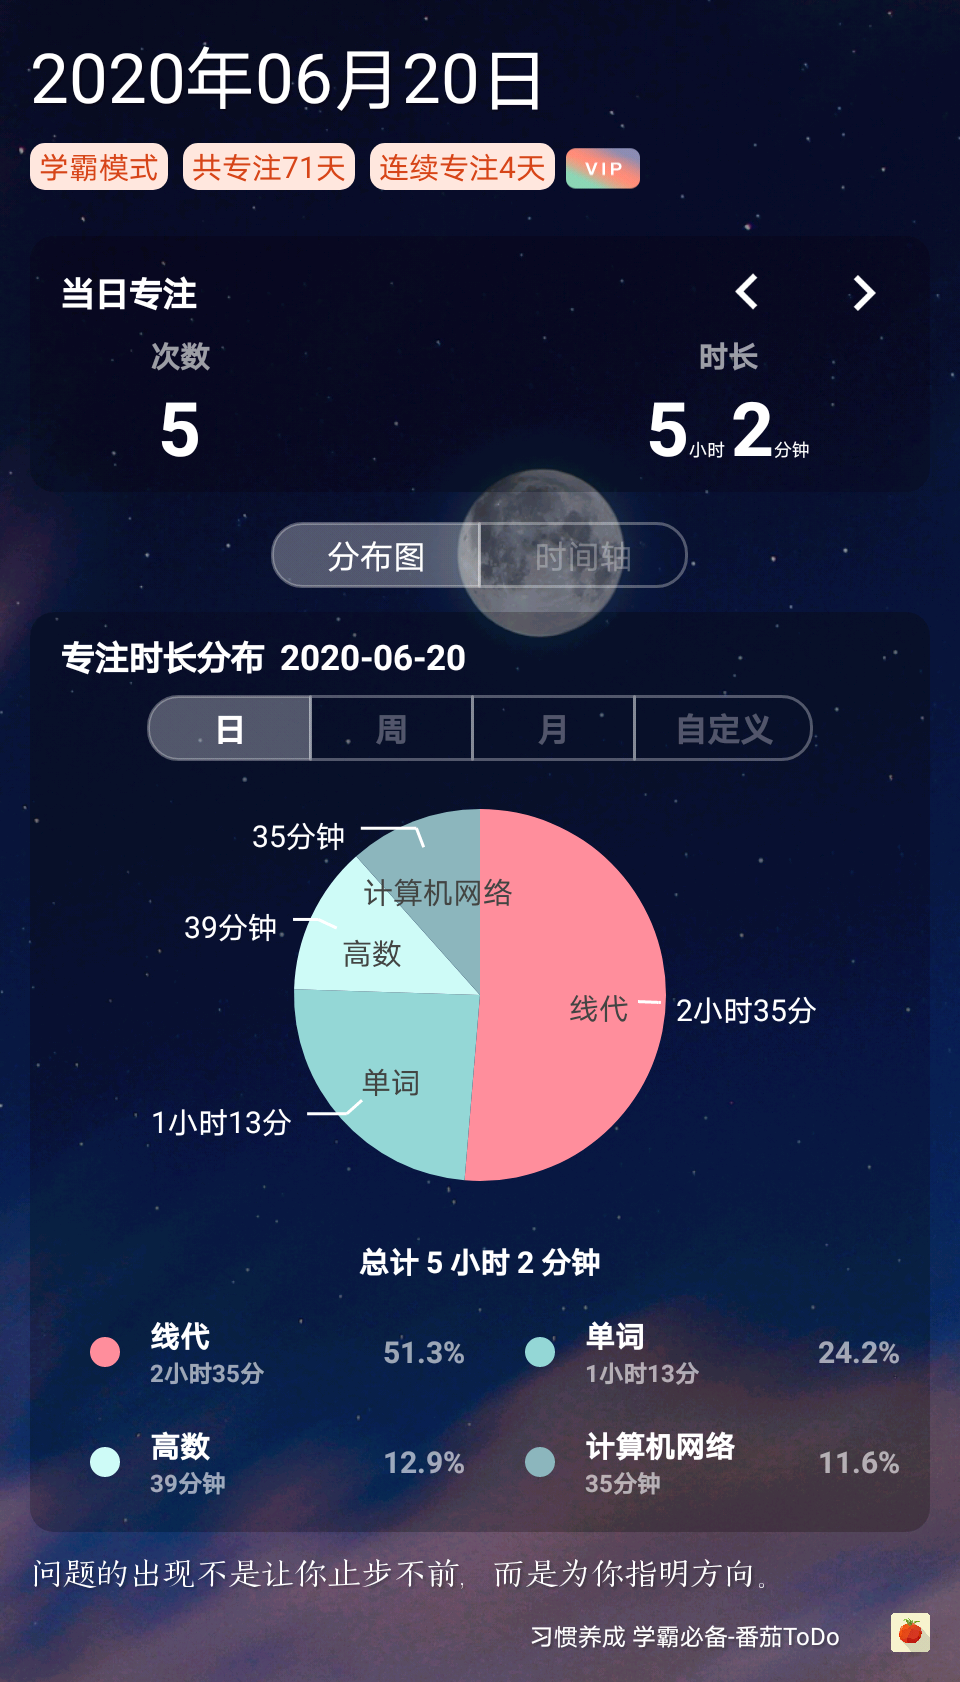 2020年06月20日
学霸模式 共专注71天 连续专注4天 VIP
当日专注
次数 时长
5 5小时2分钟
分布图 时间轴
专注时长分布 2020-06-20
日 周 月 自定义
35分钟
计算机网络
39分钟
高数
线代 2小时35分
单词
1小时13分
总计 5 小时 2 分钟
线代 51.3% 单词 24.2%
2小时35分 1小时13分
高数 12.9% 计算机网络 11.6%
39分钟 35分钟
问题的出现不是让你止步不前，而是为你指明方向。
习惯养成 学霸必备-番茄ToDo